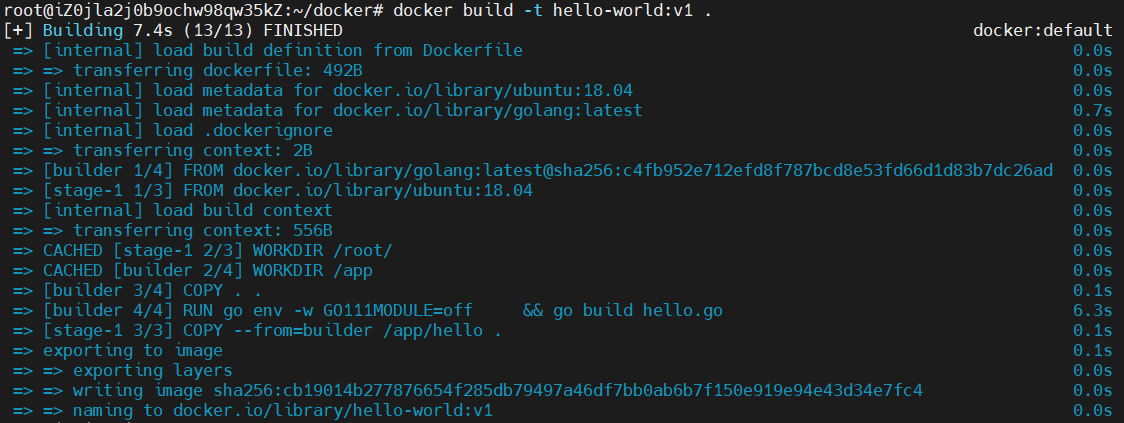 root@iZ0jla2j0b9ochw98qw35kZ:~/docker# docker build -t hello-world:v1 .
[+] Building 7.4s (13/13) FINISHED docker:default
=> [internal] load build definition from Dockerfile 0.0s
=> => transferring dockerfile: 492B 0.0s
=> [internal] load metadata for docker.io/library/ubuntu:18.04 0.0s
=> [internal] load metadata for docker.io/library/golang:latest 0.7s
=> [internal] load .dockerignore 0.0s
=> => transferring context: 2B 0.0s
=> [builder 1/4] FROM docker.io/library/golang:latest@sha256:c4fb952e712efd8f787bcd8e53fd66d1d83b7dc26ad 0.0s
=> [stage-1 1/3] FROM docker.io/library/ubuntu:18.04 0.0s
=> [internal] load build context 0.0s
=> => transferring context: 556B 0.0s
=> CACHED [stage-1 2/3] WORKDIR /root/ 0.0s
=> CACHED [builder 2/4] WORKDIR /app 0.0s
=> [builder 3/4] COPY . . 0.1s
=> [builder 4/4] RUN go env -w GO111MODULE=off     && go build hello.go 6.3s
=> [stage-1 3/3] COPY --from=builder /app/hello . 0.1s
=> exporting to image 0.1s
=> => exporting layers 0.0s
=> => writing image sha256:cb19014b277876654f285db79497a46df7bb0ab6b7f150e919e94e43d34e7fc4 0.0s
=> => naming to docker.io/library/hello-world:v1 0.0s